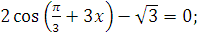 2 cos (π/3 + 3x) − √3 = 0;